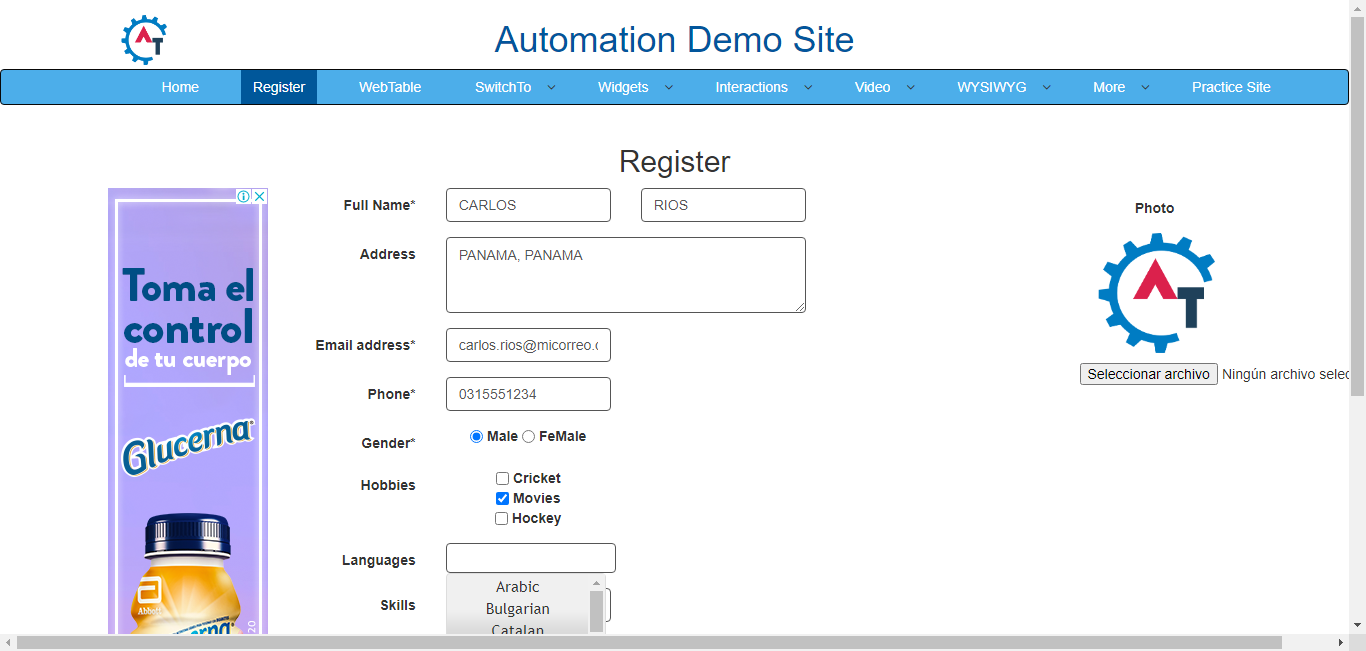 AT
Automation Demo Site
Home Register WebTable SwitchTo Widgets Interactions Video WYSIWYG More Practice Site
Register
Toma el
control
de tu cuerpo
Glucerna
Abbott
Full Name* CARLOS RIOS
Address PANAMA, PANAMA
Email address* carlos.rios@micorreo.c
Phone* 0315551234
Gender* Male FeMale
Hobbies Cricket
Movies
Hockey
Languages
Arabic
Skills
Bulgarian
Catalan
Photo
AT
Seleccionar archivo Ningún archivo selec